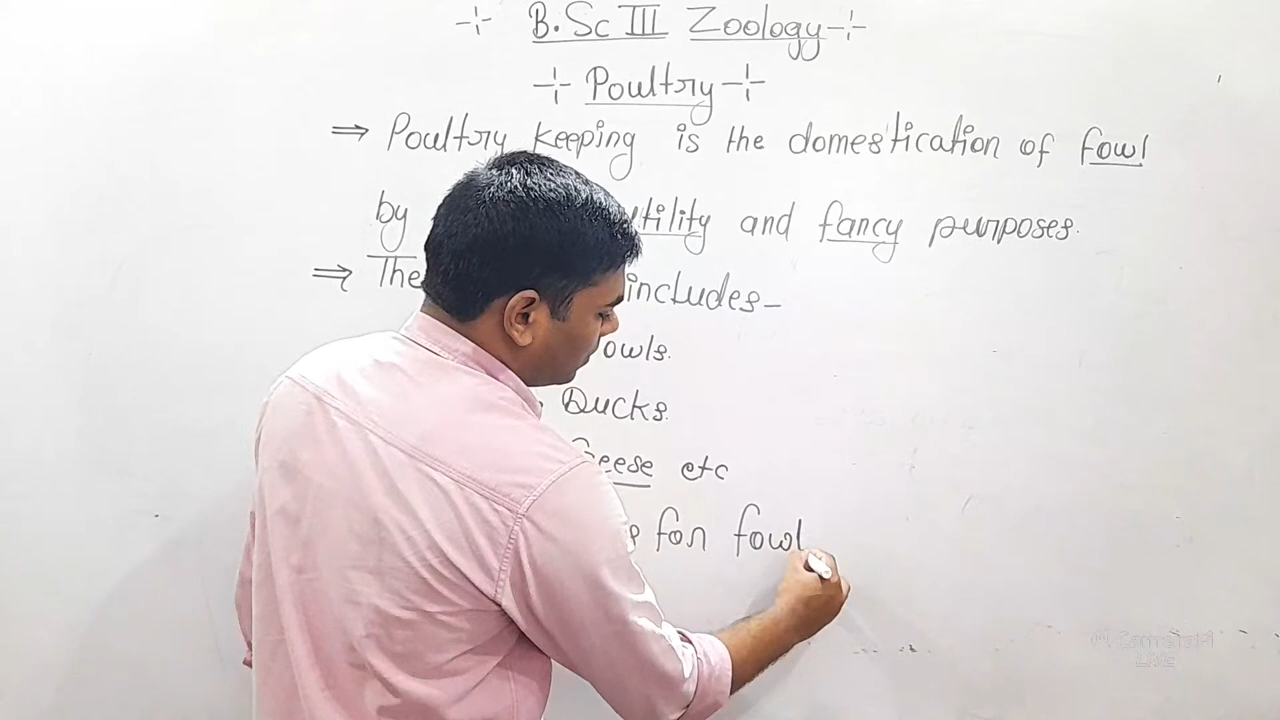 B.Sc III Zoology
Poultry
⇒ Poultry keeping is the domestication of fowl
by utility and fancy purposes.
⇒ The includes-
owls.
Ducks.
Geese etc
for fowl
LIVE